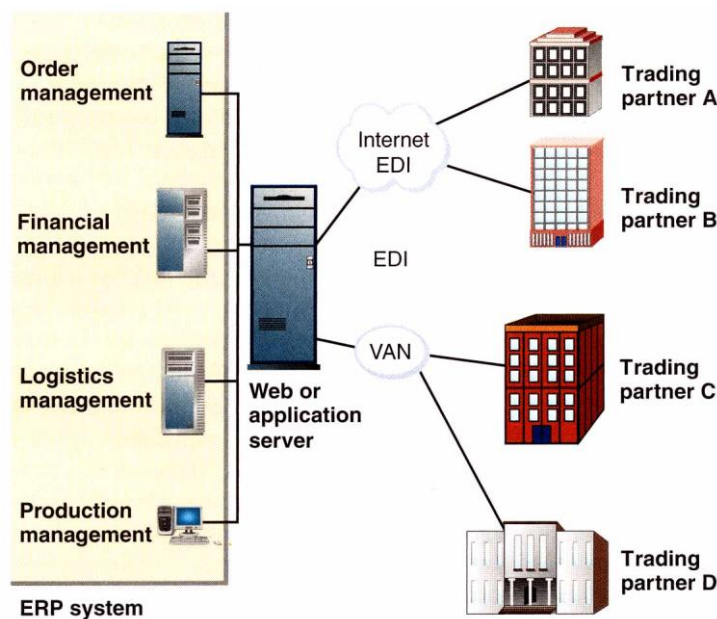 Order
management
Financial
management
Logistics
management
Production
management
ERP system
Web or
application
server
Internet
EDI
EDI
VAN
Trading
partner A
Trading
partner B
Trading
partner C
Trading
partner D